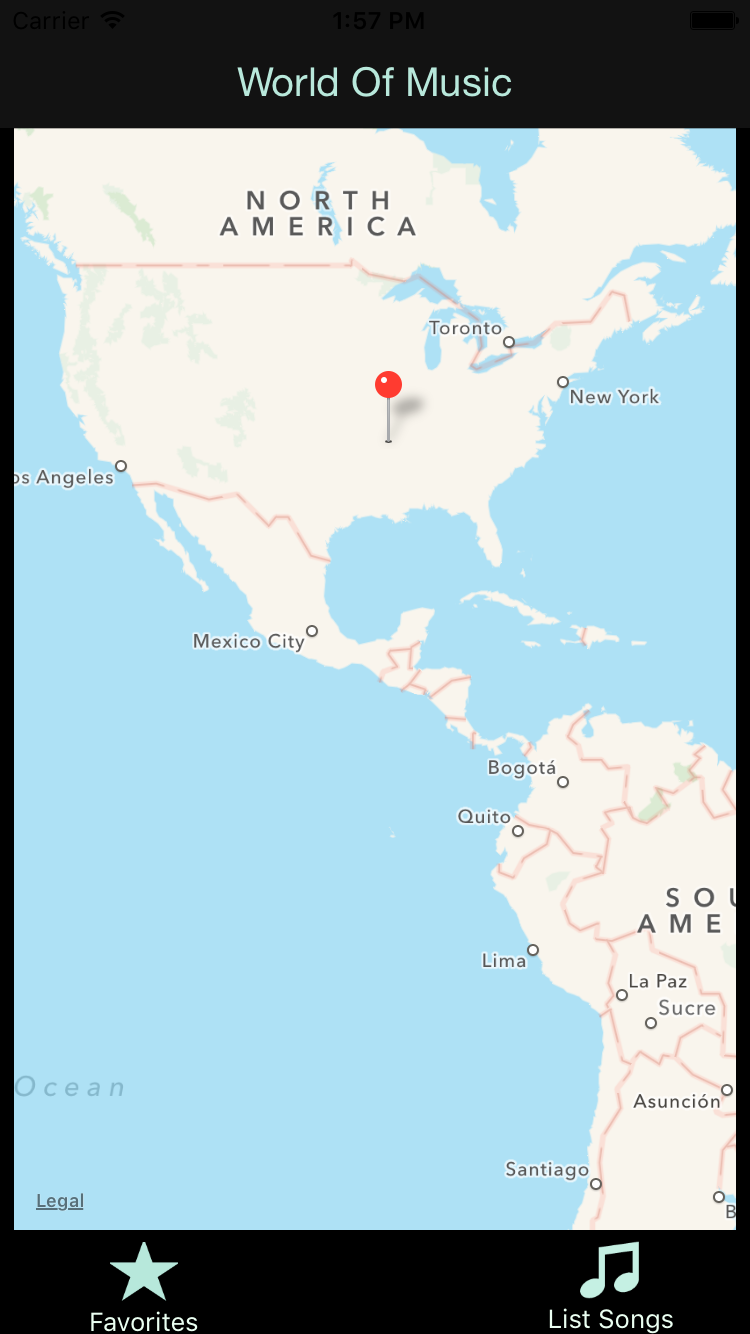 Carrier 1:57 PM
World Of Music
NORTH
AMERICA
Toronto
New York
os Angeles
Mexico City
Bogotá
Quito
SOU
AME
Lima
La Paz
Sucre
Ocean
Asunción
Santiago
Legal
B
Favorites
List Songs